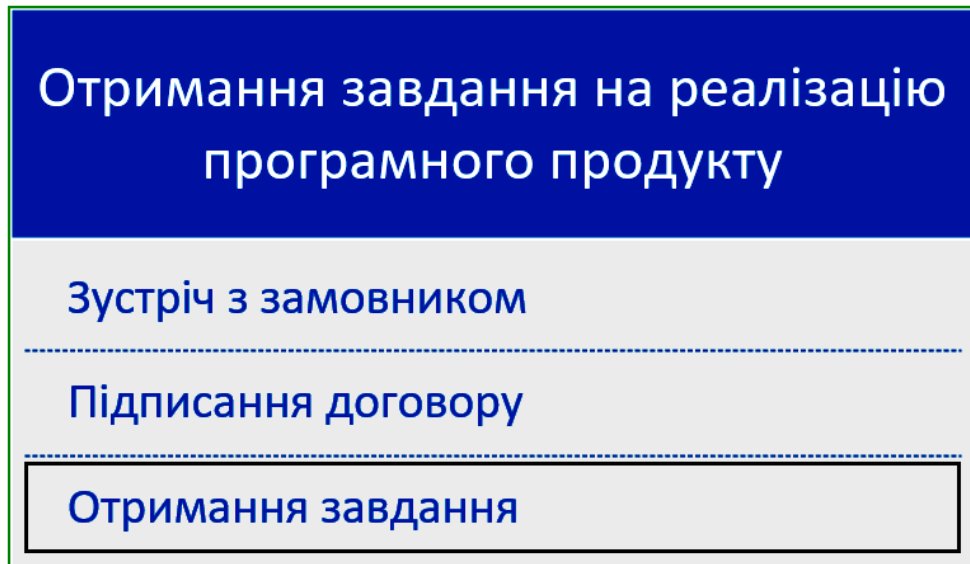 Отримання завдання на реалізацію
програмного продукту
Зустріч з замовником
Підписання договору
Отримання завдання